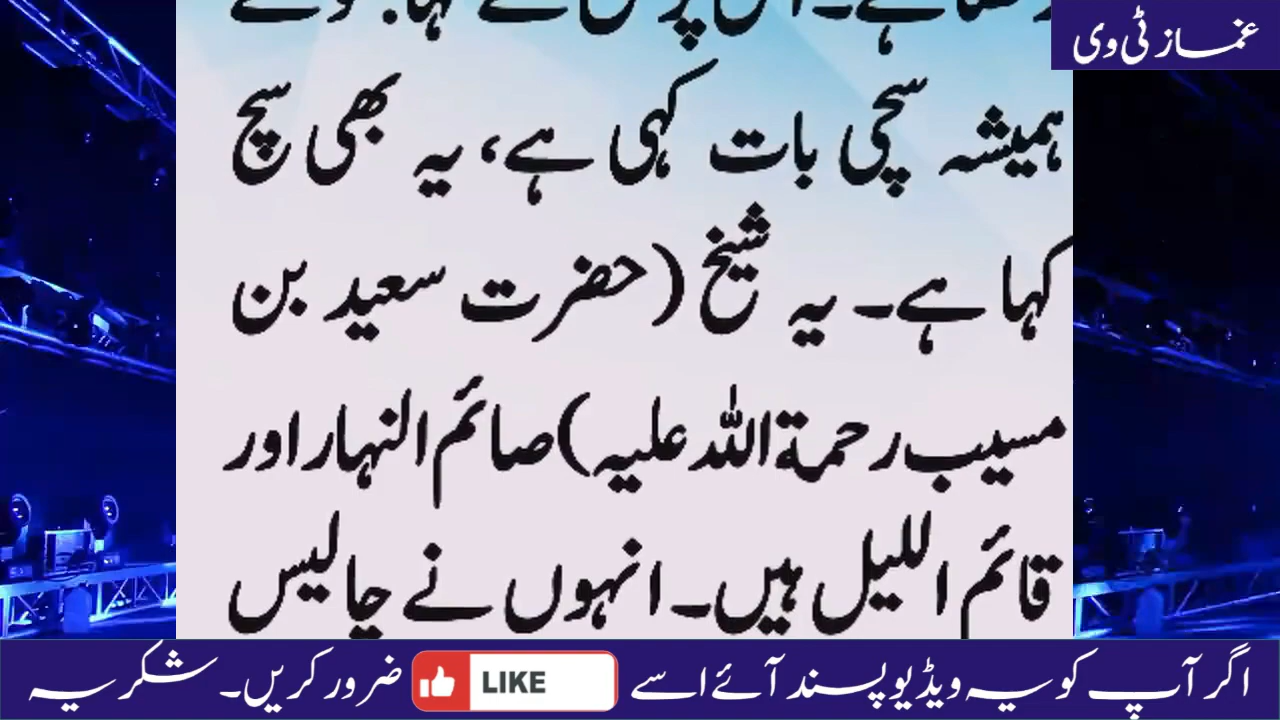 غماز ٹی وی
ہمیشہ سچی بات کہی ہے، یہ بھی سچ
کہا ہے۔ یہ شیخ (حضرت سعید بن
مسیب رحمۃ اللہ علیہ) صائم النہار اور
قائم اللیل ہیں۔ انہوں نے چالیس
اگر آپ کو یہ ویڈیو پسند آئے اسے LIKE ضرور کریں۔ شکریہ